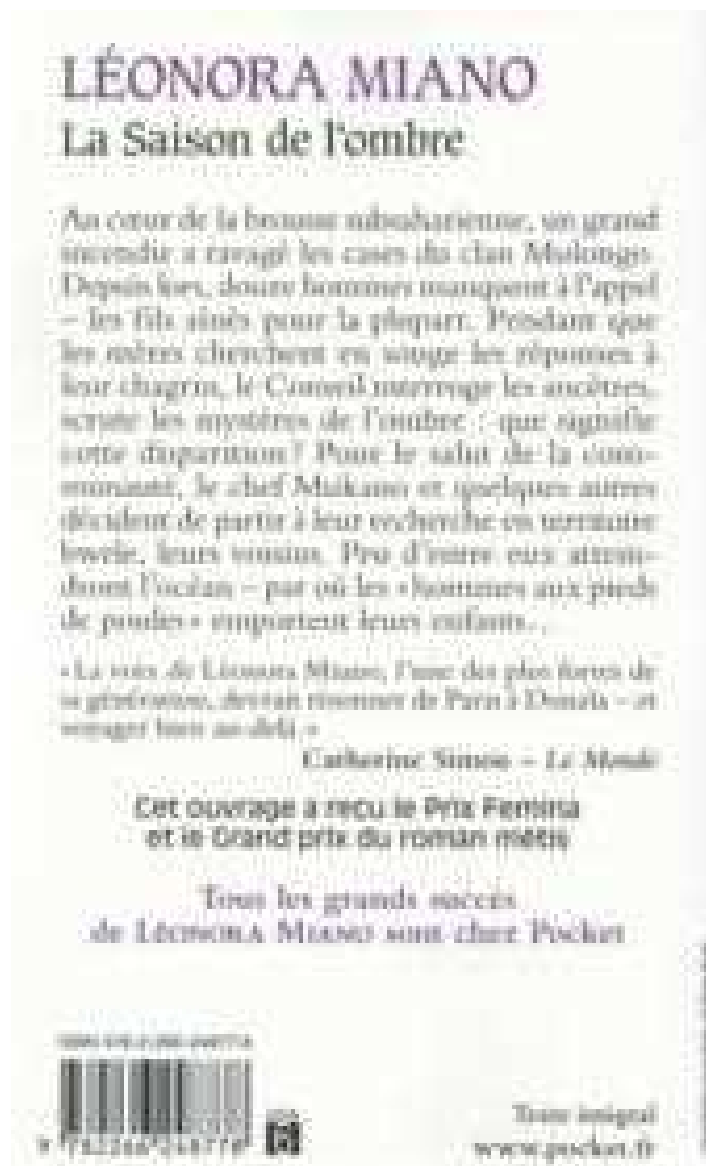 LÉONORA MIANO
La Saison de l'ombre
Au cœur de la brousse subsaharienne, un grand
incendie a ravagé les cases du clan Mulongo.
Depuis lors, douze hommes manquent à l'appel
– les fils aînés pour la plupart. Pendant que
les mères cherchent en songe les réponses à
leur chagrin, le Conseil interroge les ancêtres,
scrute les mystères de l'ombre : que signifie
cette disparition ? Pour le salut de la com-
munauté, le chef Mukano et quelques autres
décident de partir à leur recherche en territoire
bwele, leurs voisins. Peu d'entre eux attein-
dront l'océan – par où les « hommes aux pieds
de poules » emportent leurs enfants...
« La voix de Léonora Miano, l'une des plus fortes de
sa génération, devrait résonner de Paris à Douala – et
voyager bien au-delà. »
Catherine Simon – Le Monde
Cet ouvrage a reçu le Prix Femina
et le Grand prix du roman métis
Tous les grands succès
de LÉONORA MIANO sont chez Pocket
Texte intégral
www.pocket.fr